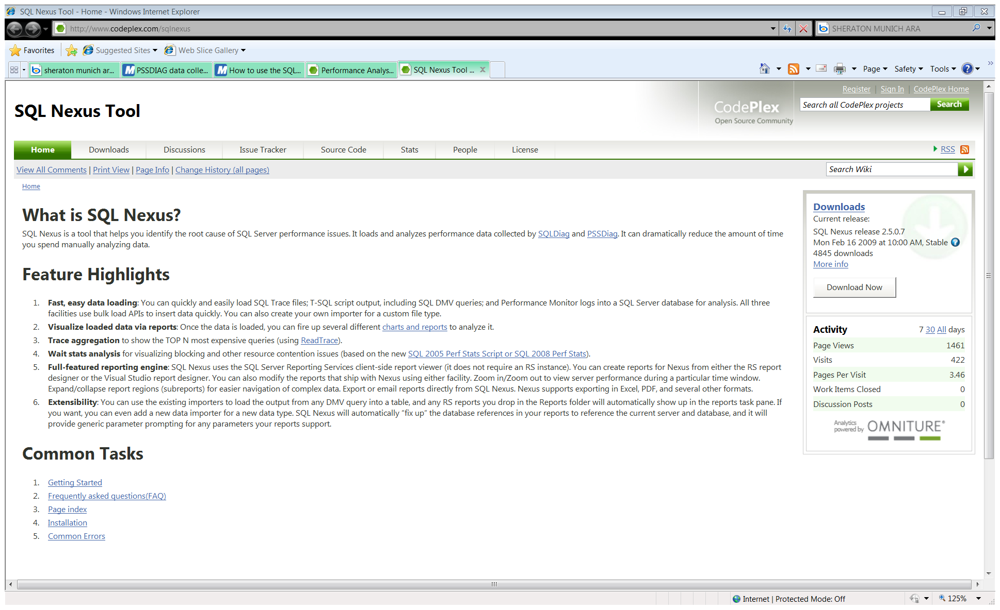 SQL Nexus Tool - Home - Windows Internet Explorer
http://www.codeplex.com/sqlnexus
SHERATON MUNICH ARA
Favorites Suggested Sites Web Slice Gallery
sheraton munich ar... PSSDIAG data colle... How to use the SQL... Performance Analys... SQL Nexus Tool ... Page Safety Tools
Register | Sign In | CodePlex Home
SQL Nexus Tool
CodePlex
Open Source Community
Search all CodePlex projects Search
Home Downloads Discussions Issue Tracker Source Code Stats People License RSS
View All Comments | Print View | Page Info | Change History (all pages) Search Wiki
Home
What is SQL Nexus?
SQL Nexus is a tool that helps you identify the root cause of SQL Server performance issues. It loads and analyzes performance data collected by SQLDiag and PSSDiag. It can dramatically reduce the amount of time
you spend manually analyzing data.
Feature Highlights
1. Fast, easy data loading: You can quickly and easily load SQL Trace files; T-SQL script output, including SQL DMV queries; and Performance Monitor logs into a SQL Server database for analysis. All three
facilities use bulk load APIs to insert data quickly. You can also create your own importer for a custom file type.
2. Visualize loaded data via reports: Once the data is loaded, you can fire up several different charts and reports to analyze it.
3. Trace aggregation to show the TOP N most expensive queries (using ReadTrace).
4. Wait stats analysis for visualizing blocking and other resource contention issues (based on the new SQL 2005 Perf Stats Script or SQL 2008 Perf Stats).
5. Full-featured reporting engine: SQL Nexus uses the SQL Server Reporting Services client-side report viewer (it does not require an RS instance). You can create reports for Nexus from either the RS report
designer or the Visual Studio report designer. You can also modify the reports that ship with Nexus using either facility. Zoom in/Zoom out to view server performance during a particular time window.
Expand/collapse report regions (subreports) for easier navigation of complex data. Export or email reports directly from SQL Nexus. Nexus supports exporting in Excel, PDF, and several other formats.
6. Extensibility: You can use the existing importers to load the output from any DMV query into a table, and any RS reports you drop in the Reports folder will automatically show up in the reports task pane. If
you want, you can even add a new data importer for a new data type. SQL Nexus will automatically “fix up” the database references in your reports to reference the current server and database, and it will
provide generic parameter prompting for any parameters your reports support.
Common Tasks
1. Getting Started
2. Frequently asked questions(FAQ)
3. Page index
4. Installation
5. Common Errors
Downloads
Current release:
SQL Nexus release 2.5.0.7
Mon Feb 16 2009 at 10:00 AM, Stable
4845 downloads
More info
Download Now
Activity 7 30 All days
Page Views 1461
Visits 422
Pages Per Visit 3.46
Work Items Closed 0
Discussion Posts 0
Analytics
powered by OMNITURE®
Internet | Protected Mode: Off 125%